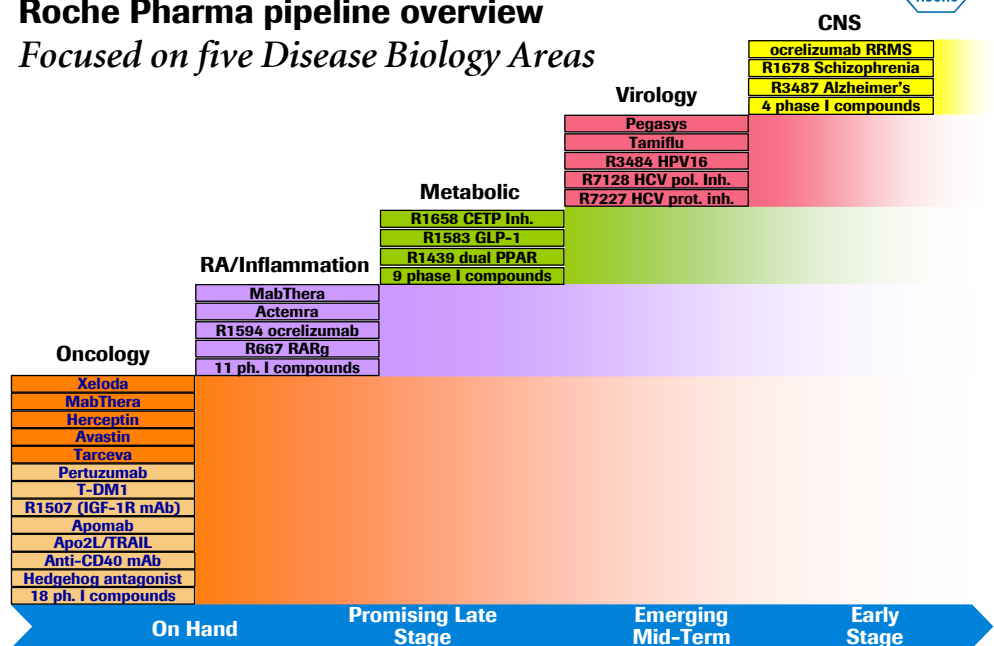 Roche Pharma pipeline overview
Focused on five Disease Biology Areas
CNS
ocrelizumab RRMS
R1678 Schizophrenia
R3487 Alzheimer's
4 phase I compounds
Virology
Pegasys
Tamiflu
R3484 HPV16
R7128 HCV pol. Inh.
R7227 HCV prot. inh.
Metabolic
R1658 CETP Inh.
R1583 GLP-1
R1439 dual PPAR
9 phase I compounds
RA/Inflammation
MabThera
Actemra
R1594 ocrelizumab
R667 RARg
11 ph. I compounds
Oncology
Xeloda
MabThera
Herceptin
Avastin
Tarceva
Pertuzumab
T-DM1
R1507 (IGF-1R mAb)
Apomab
Apo2L/TRAIL
Anti-CD40 mAb
Hedgehog antagonist
18 ph. I compounds
On Hand
Promising Late
Stage
Emerging
Mid-Term
Early
Stage